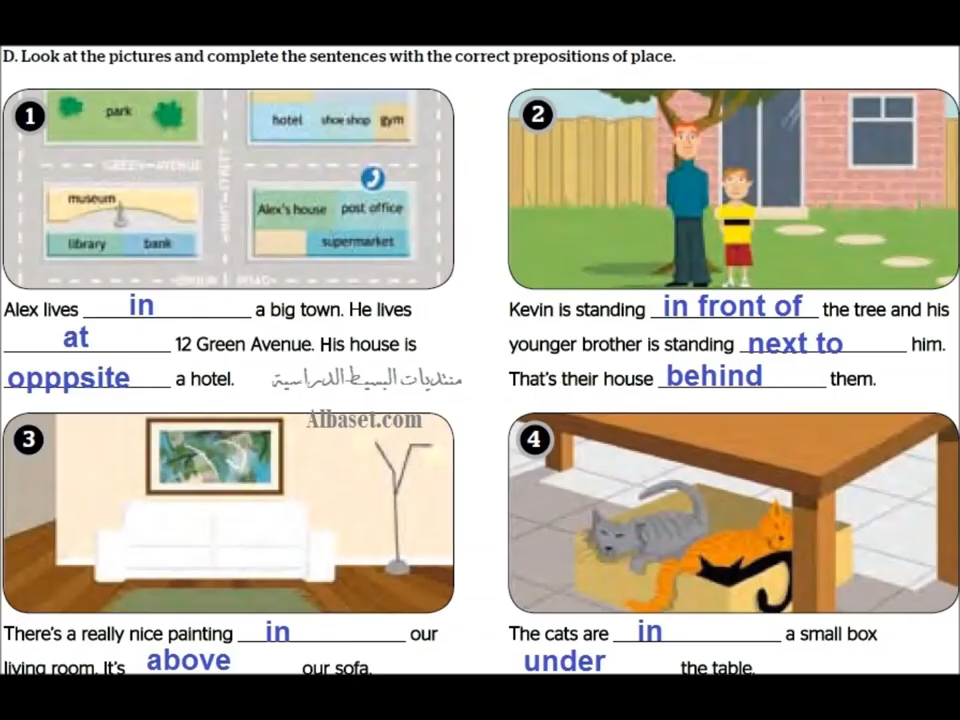 D. Look at the pictures and complete the sentences with the correct prepositions of place.
1
park
hotel
shoe shop
gym
GREEN AVENUE
museum
library
bank
Alex's house
post office
supermarket
Alex lives in a big town. He lives
at 12 Green Avenue. His house is
opppsite a hotel.
منتديات البسيط الدراسية
Albaset.com
2
Kevin is standing in front of the tree and his
younger brother is standing next to him.
That's their house behind them.
3
There's a really nice painting in our
living room. It's above our sofa.
4
The cats are in a small box
under the table.